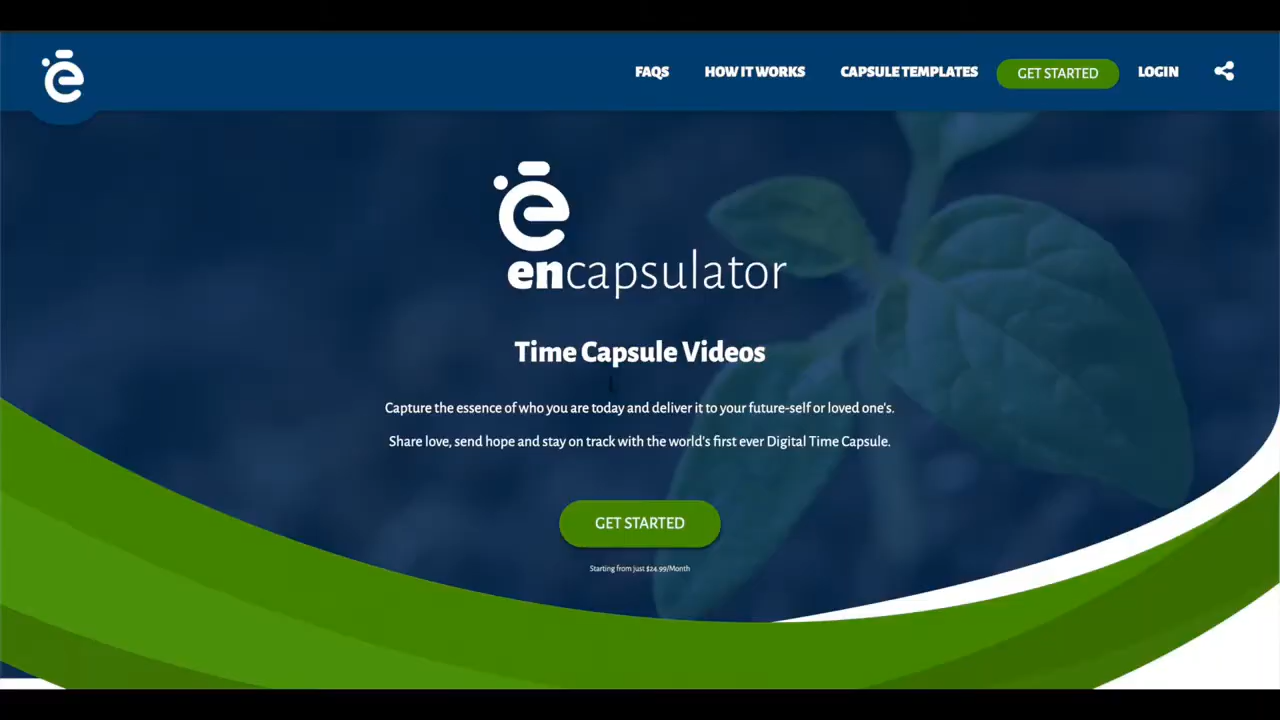 FAQS HOW IT WORKS CAPSULE TEMPLATES GET STARTED LOGIN
encapsulator
Time Capsule Videos
Capture the essence of who you are today and deliver it to your future-self or loved one's.
Share love, send hope and stay on track with the world's first ever Digital Time Capsule.
GET STARTED
Starting from just $24.99/Month